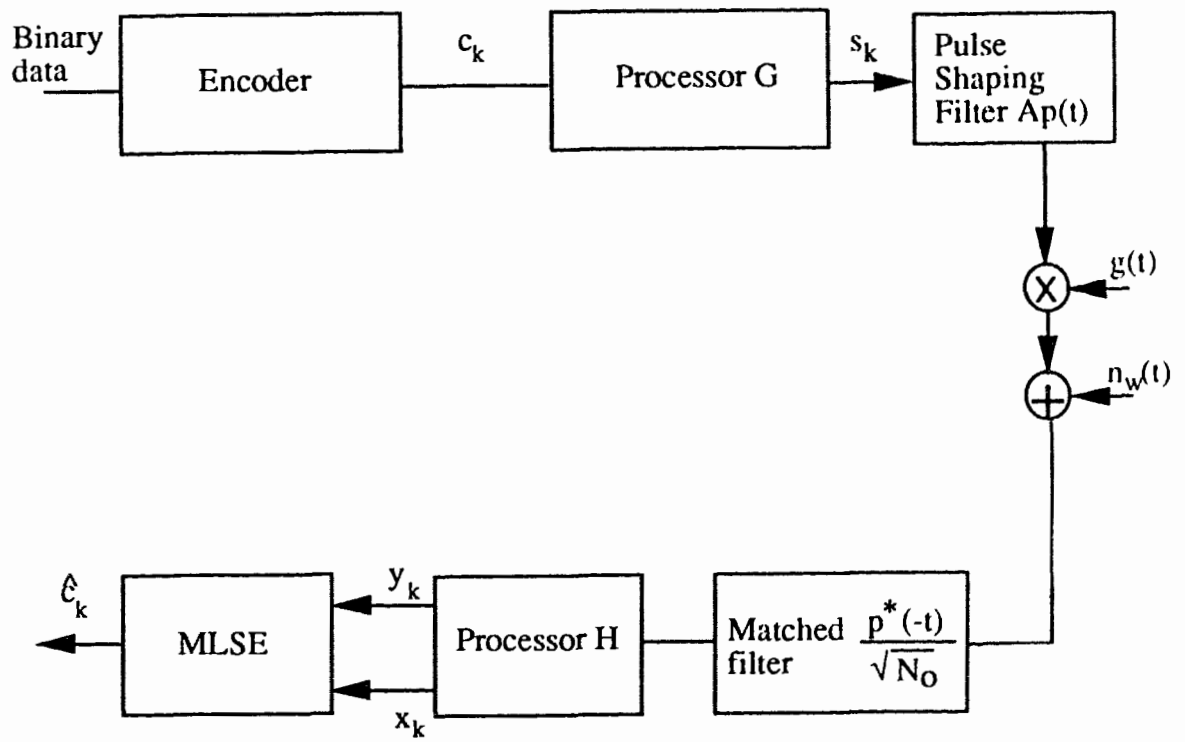 Binary
data
Encoder
c_k
Processor G
s_k
Pulse
Shaping
Filter Ap(t)
X
g(t)
+
n_w(t)
ĉ_k
MLSE
y_k
x_k
Processor H
Matched
filter
p*(-t)
√N_O